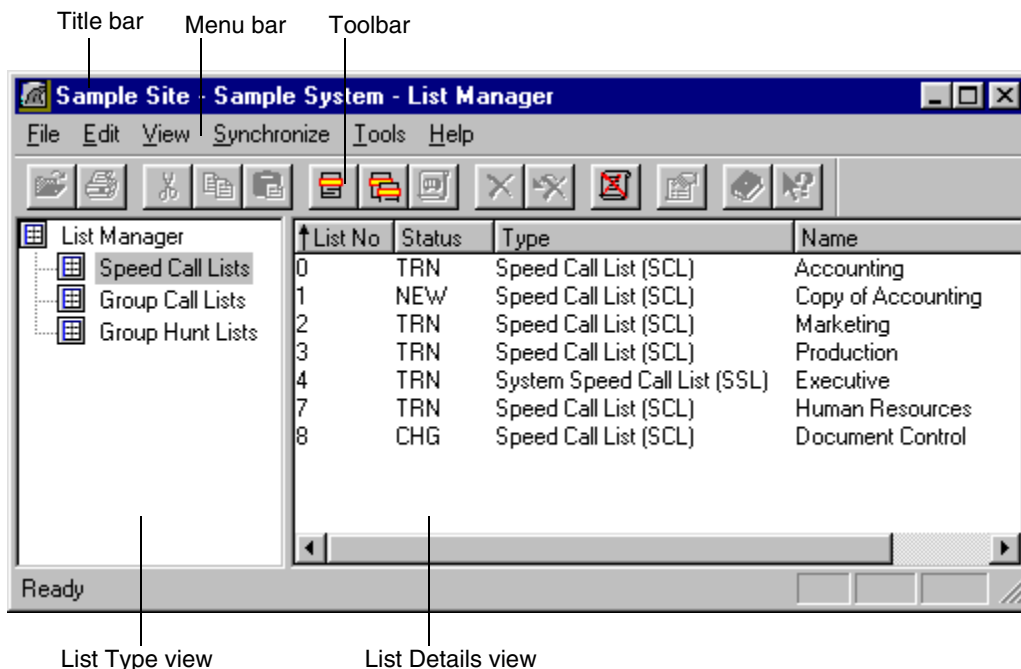 Title bar Menu bar Toolbar
Sample Site - Sample System - List Manager
File Edit View Synchronize Tools Help
List Manager
Speed Call Lists
Group Call Lists
Group Hunt Lists
List No Status Type Name
0 TRN Speed Call List (SCL) Accounting
1 NEW Speed Call List (SCL) Copy of Accounting
2 TRN Speed Call List (SCL) Marketing
3 TRN Speed Call List (SCL) Production
4 TRN System Speed Call List (SSL) Executive
7 TRN Speed Call List (SCL) Human Resources
8 CHG Speed Call List (SCL) Document Control
Ready
List Type view List Details view